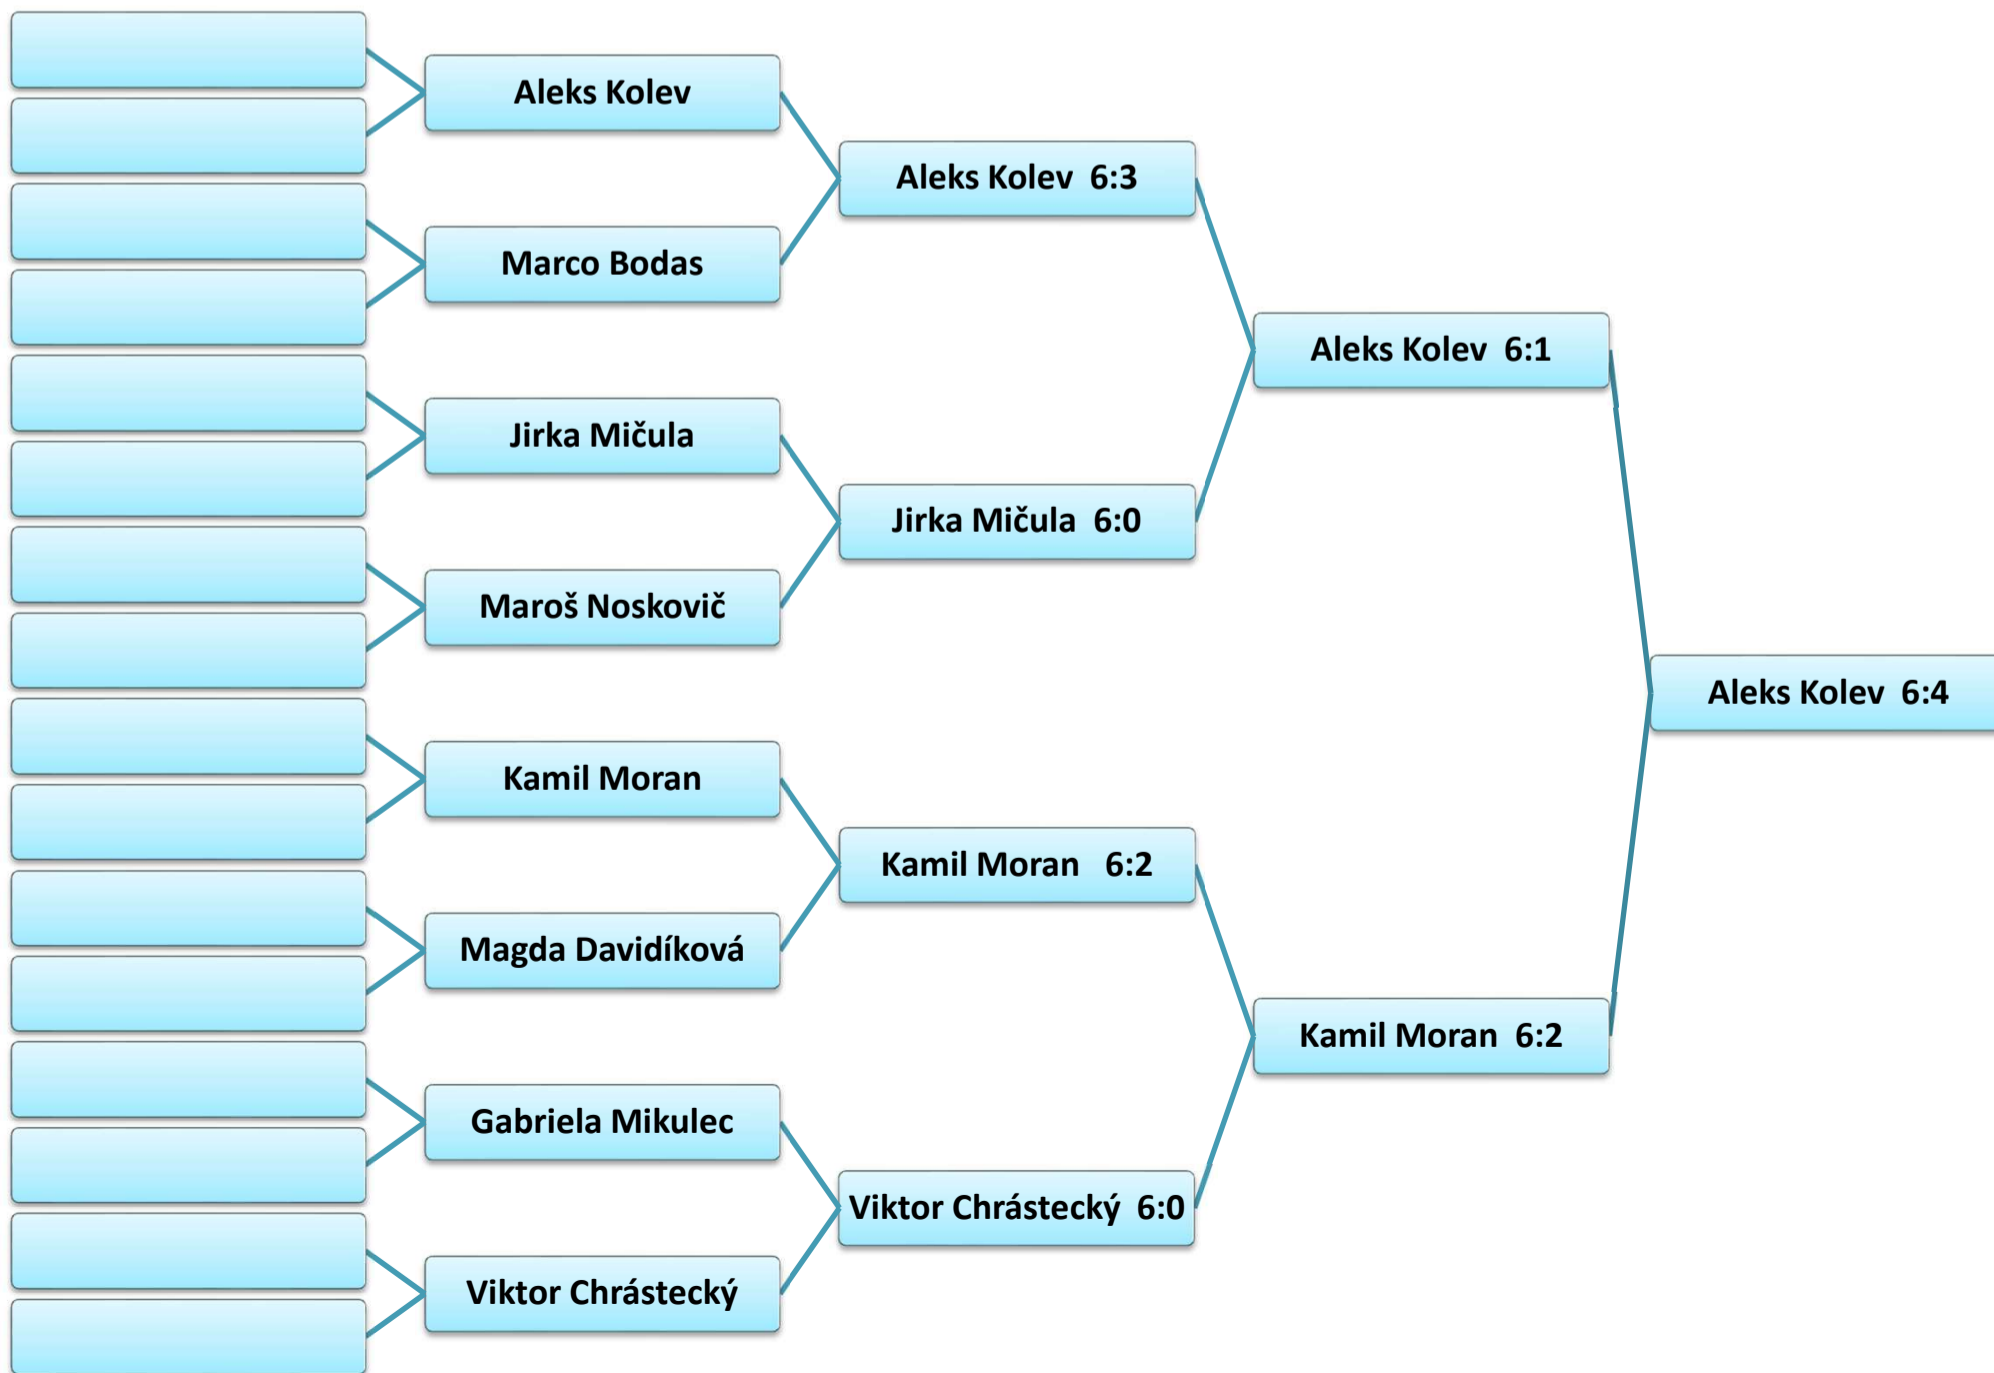 Aleks Kolev
Marco Bodas
Jirka Mičula
Maroš Noskovič
Kamil Moran
Magda Davidíková
Gabriela Mikulec
Viktor Chrástecký
Aleks Kolev 6:3
Jirka Mičula 6:0
Kamil Moran 6:2
Viktor Chrástecký 6:0
Aleks Kolev 6:1
Kamil Moran 6:2
Aleks Kolev 6:4